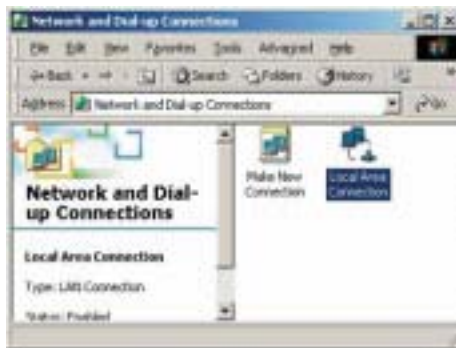 Network and Dial-up Connections
File Edit View Favorites Tools Advanced Help
Back Search Folders History
Address Network and Dial-up Connections Go
Network and Dial-
up Connections
Local Area Connection
Type: LAN Connection
Status: Enabled
Make New
Connection
Local Area
Connection